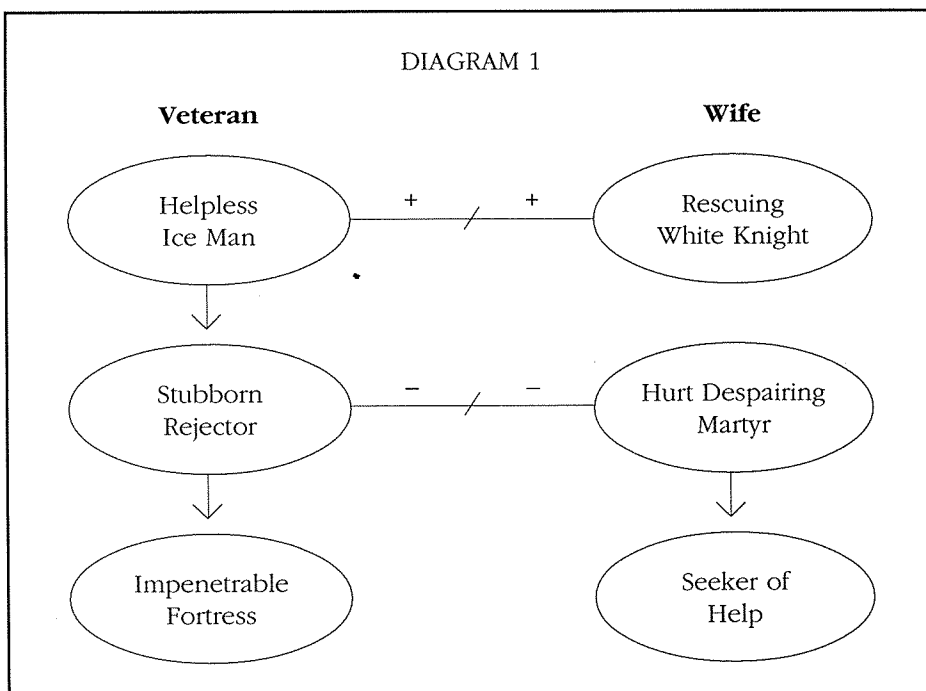 DIAGRAM 1
Veteran
Wife
Helpless
Ice Man
+ +
Rescuing
White Knight
Stubborn
Rejector
– –
Hurt Despairing
Martyr
Impenetrable
Fortress
Seeker of
Help